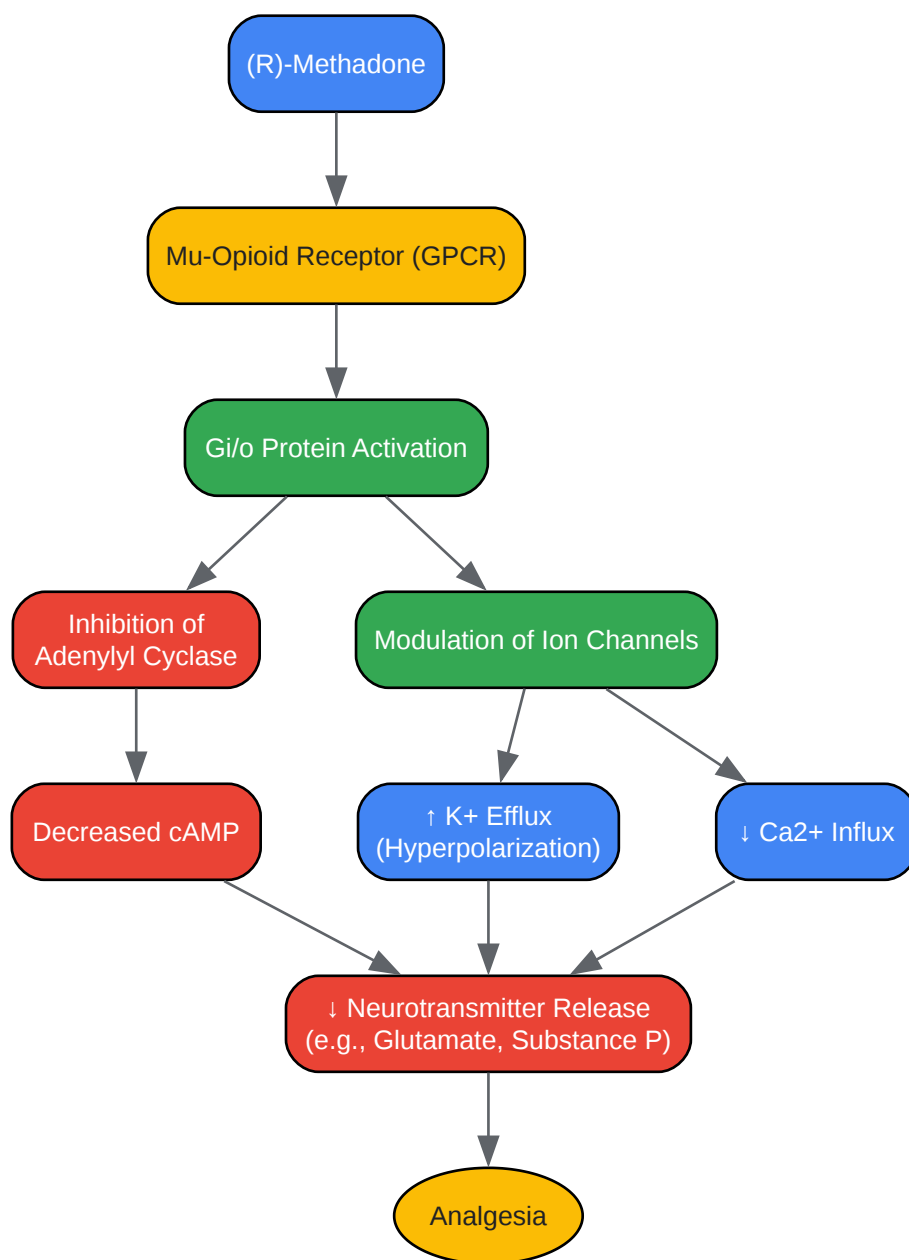 (R)-Methadone
Mu-Opioid Receptor (GPCR)
Gi/o Protein Activation
Inhibition of
Adenylyl Cyclase
Modulation of Ion Channels
Decreased cAMP
↑ K+ Efflux
(Hyperpolarization)
↓ Ca2+ Influx
↓ Neurotransmitter Release
(e.g., Glutamate, Substance P)
Analgesia